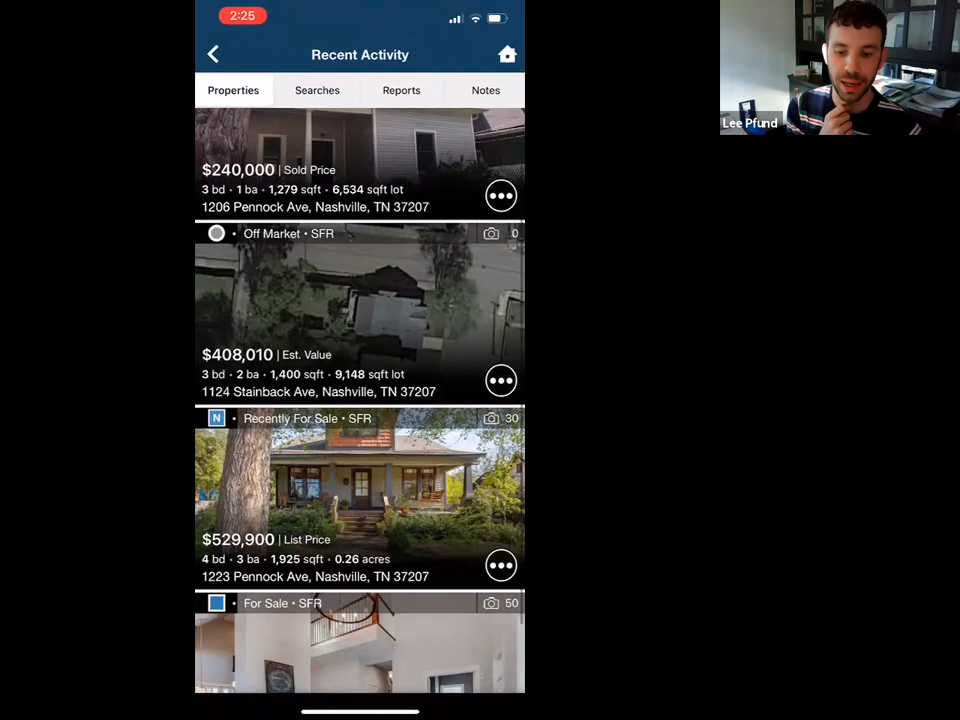 2:25
Recent Activity
Properties Searches Reports Notes
$240,000 | Sold Price
3 bd • 1 ba • 1,279 sqft • 6,534 sqft lot
1206 Pennock Ave, Nashville, TN 37207
• Off Market • SFR 0
$408,010 | Est. Value
3 bd • 2 ba • 1,400 sqft • 9,148 sqft lot
1124 Stainback Ave, Nashville, TN 37207
N • Recently For Sale • SFR 30
$529,900 | List Price
4 bd • 3 ba • 1,925 sqft • 0.26 acres
1223 Pennock Ave, Nashville, TN 37207
• For Sale • SFR 50
Lee Pfund